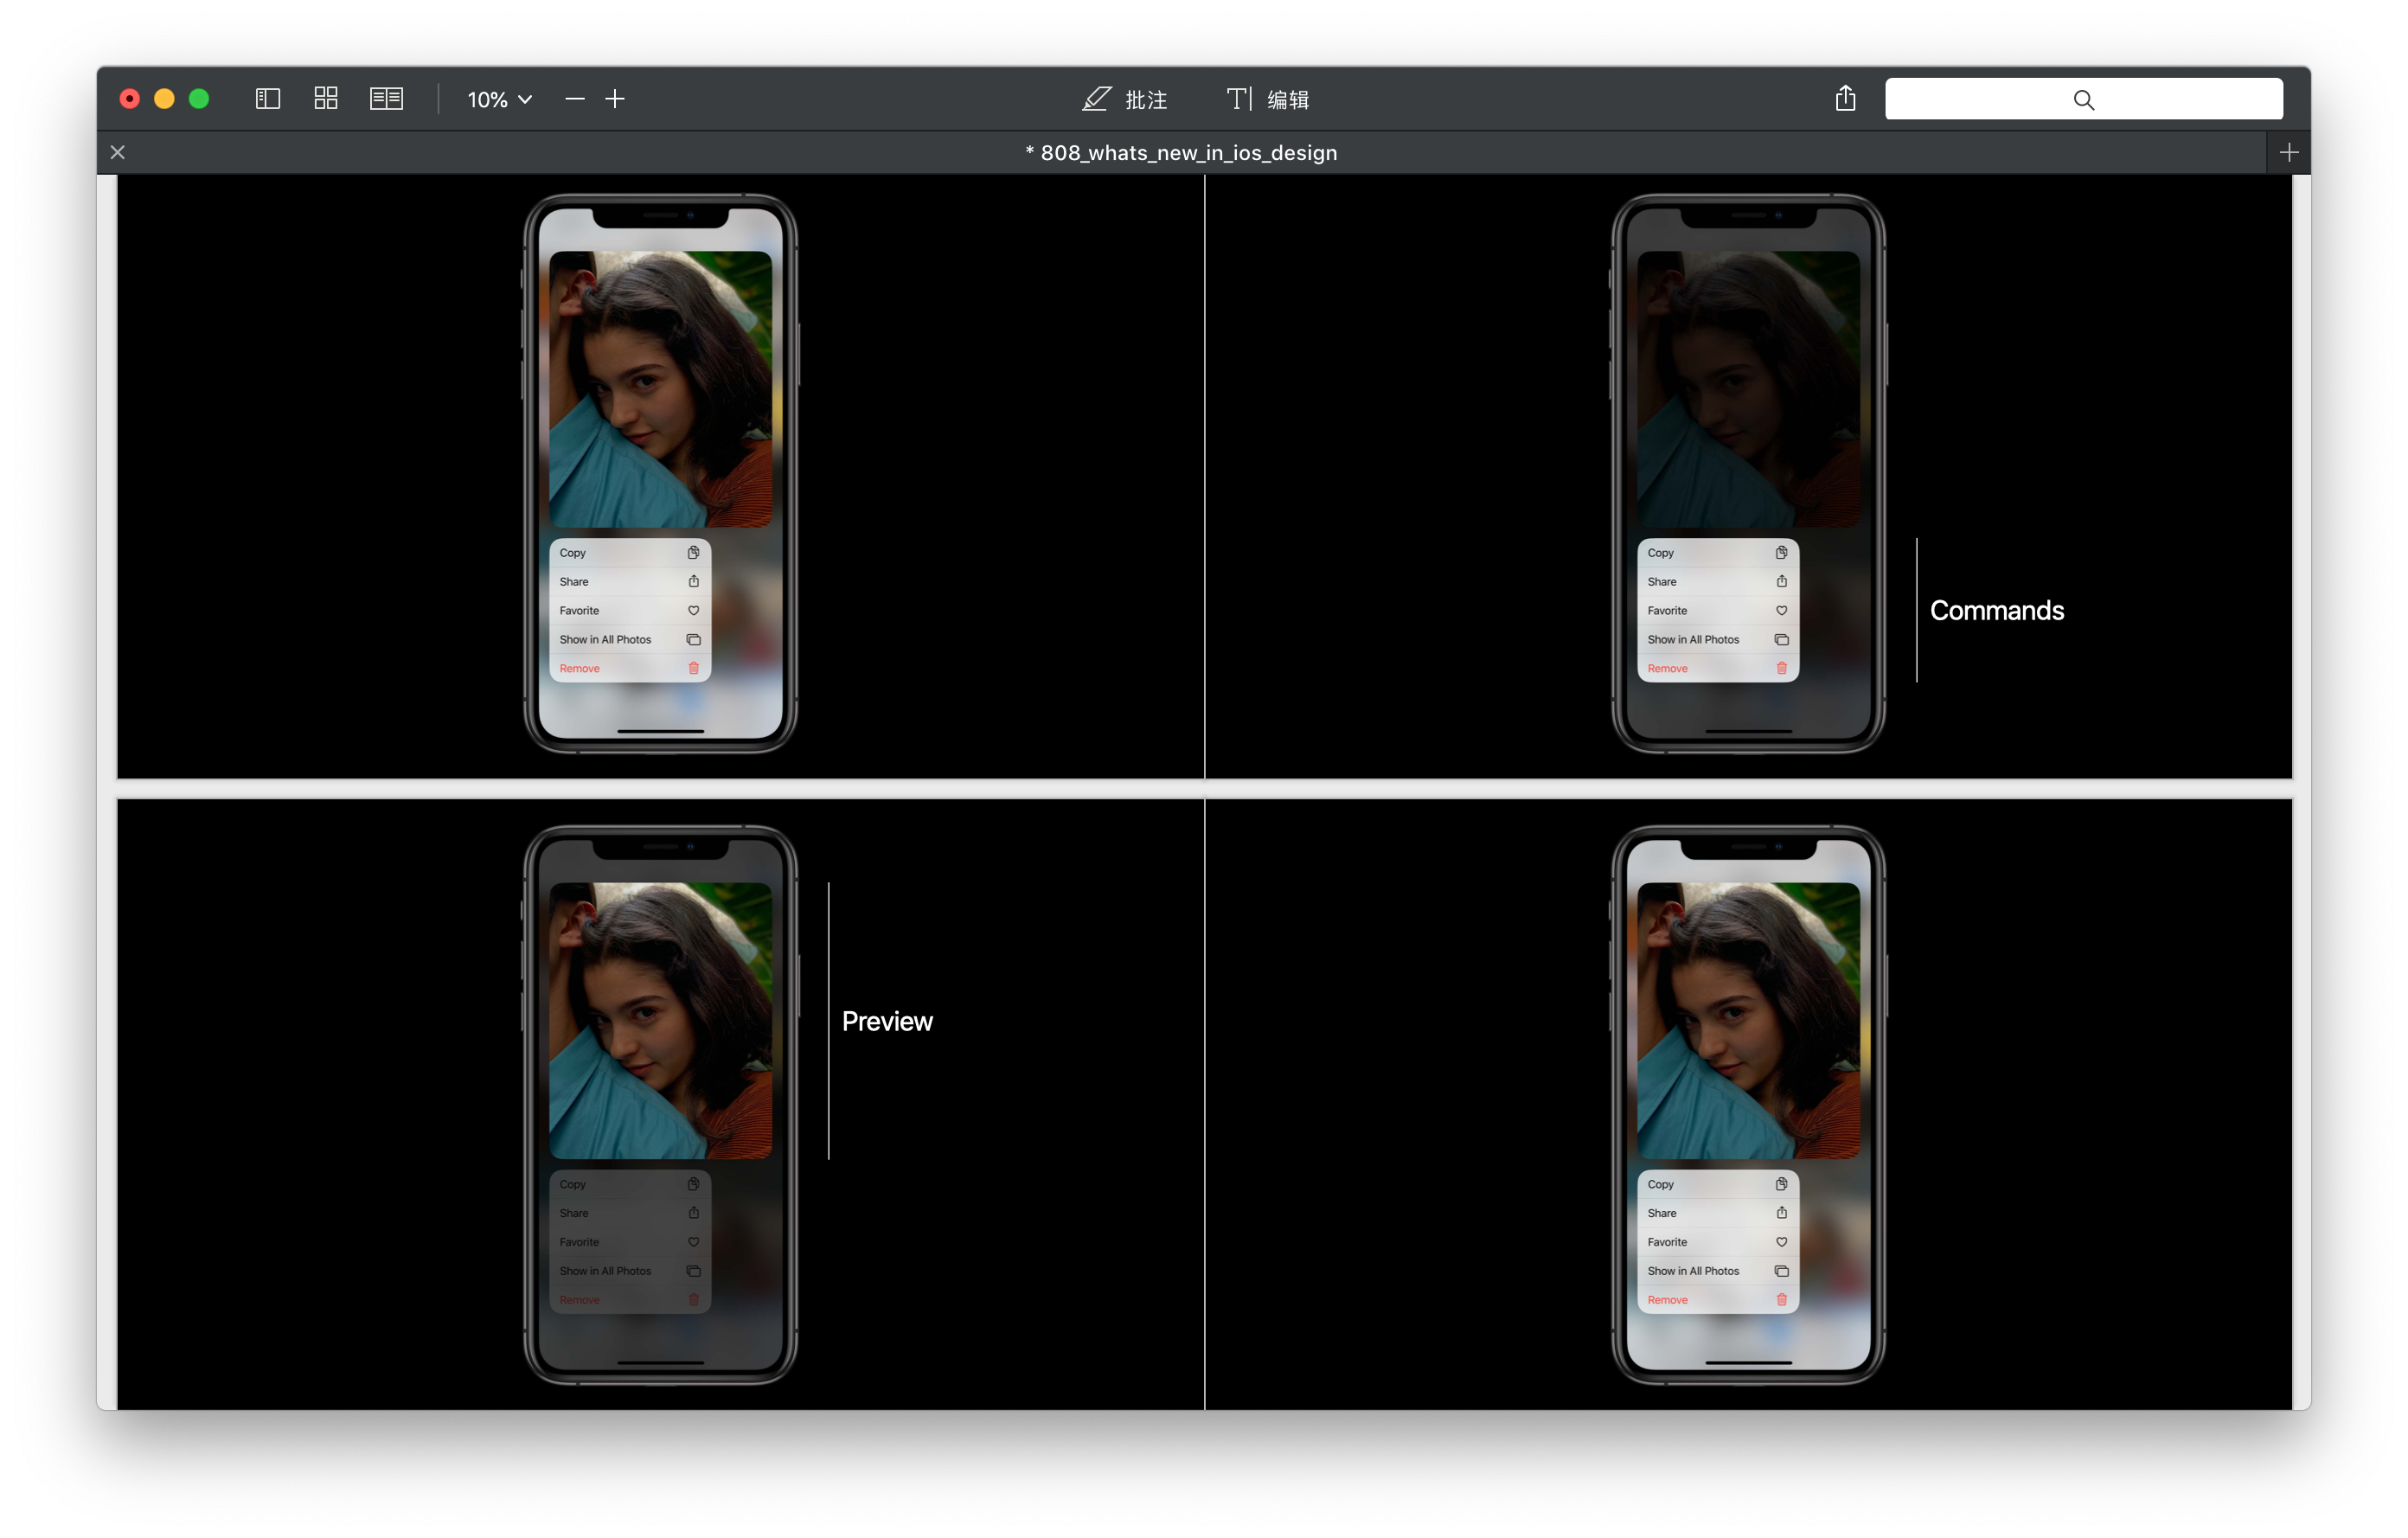 10%
批注
编辑
* 808_whats_new_in_ios_design
Copy
Share
Favorite
Show in All Photos
Remove
Copy
Share
Favorite
Show in All Photos
Remove
Commands
Preview
Copy
Share
Favorite
Show in All Photos
Remove
Copy
Share
Favorite
Show in All Photos
Remove